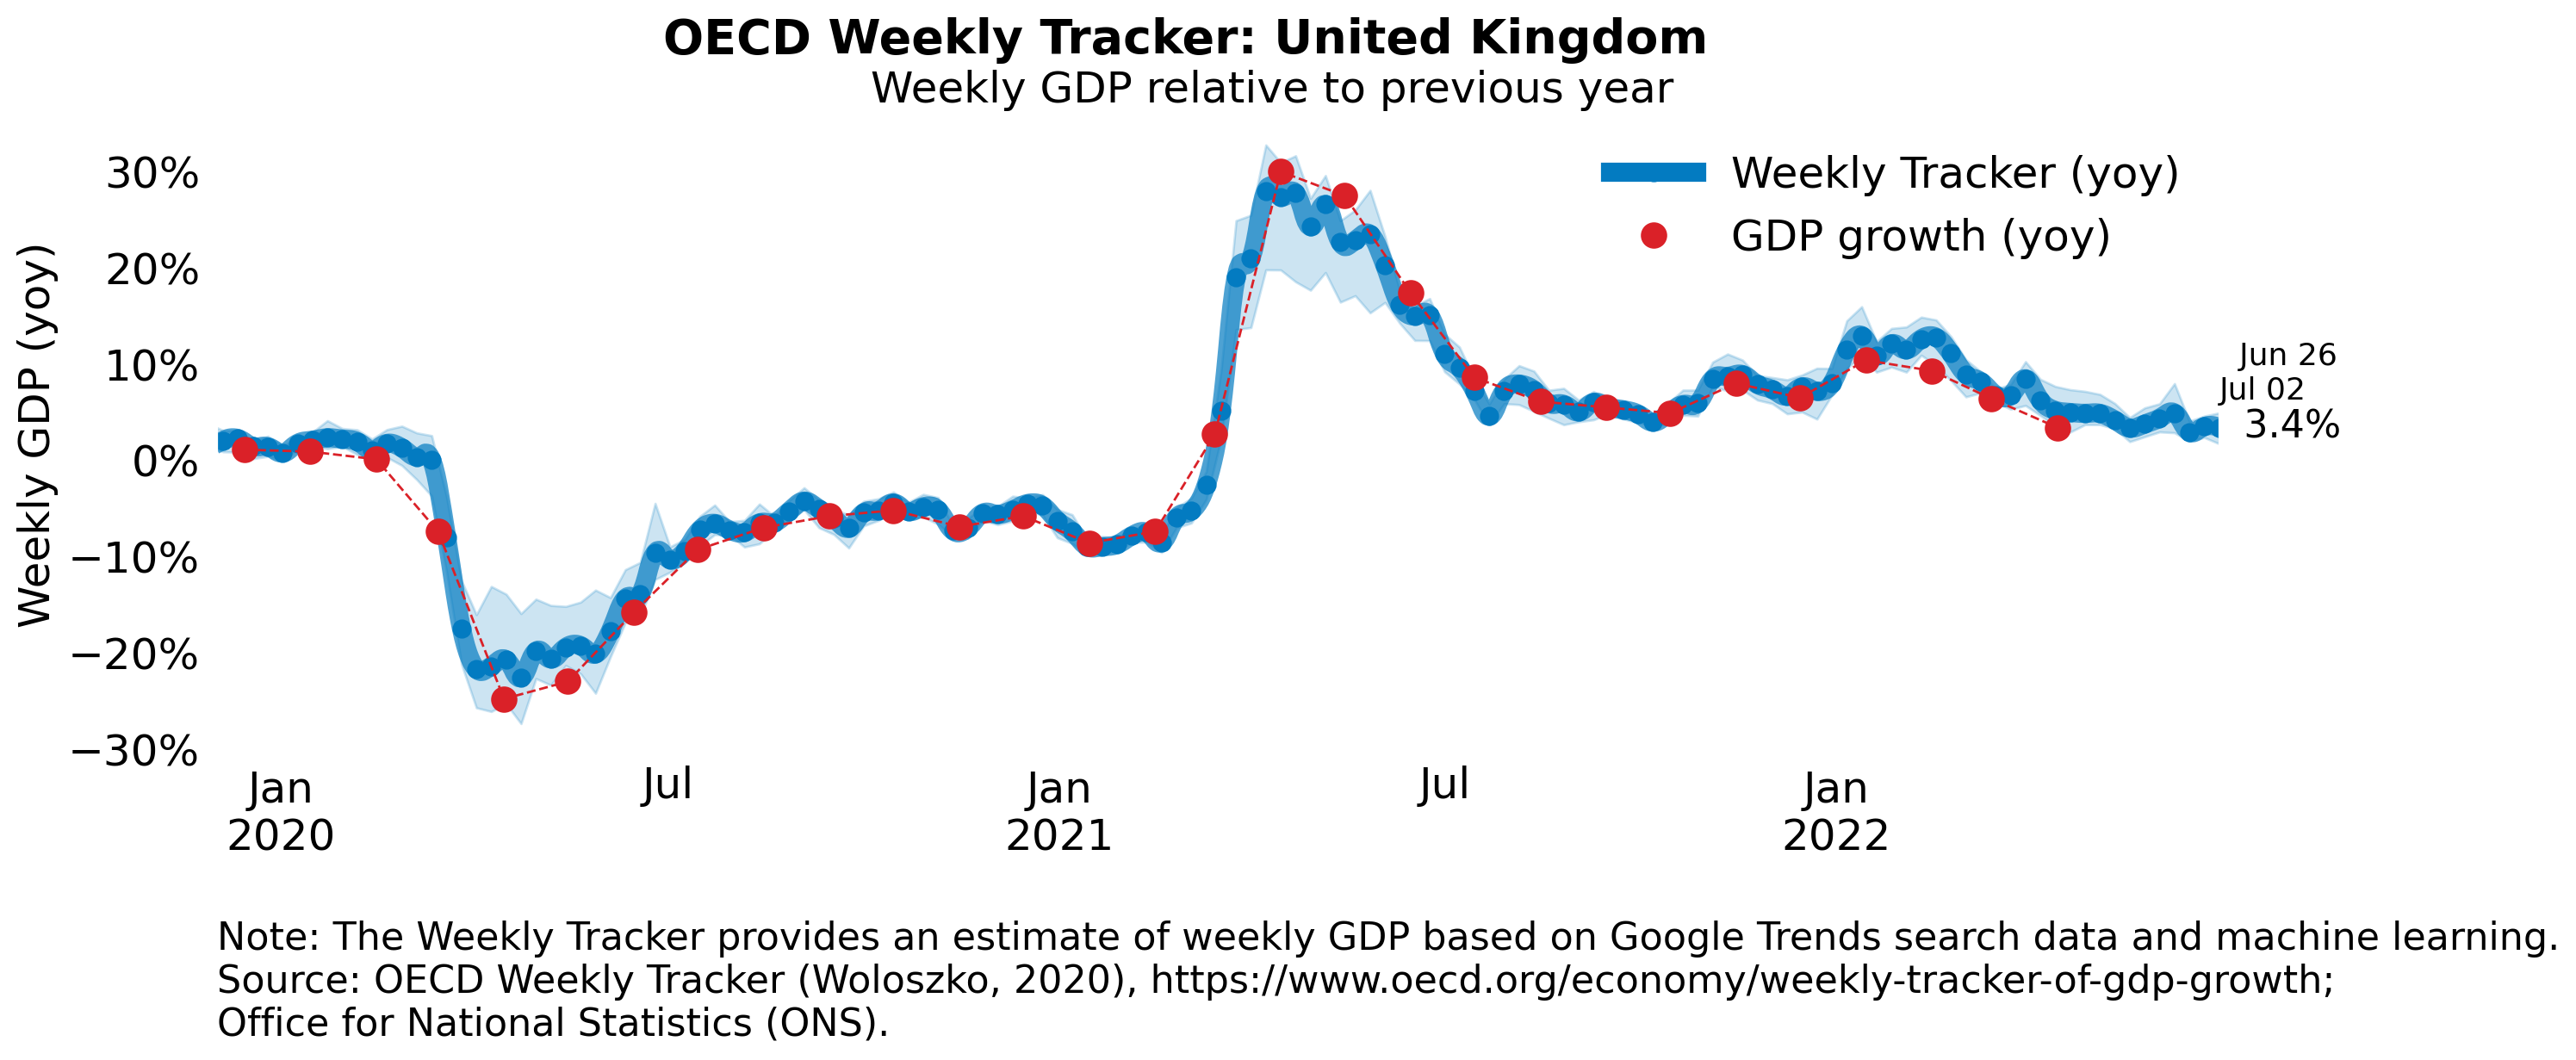 OECD Weekly Tracker: United Kingdom
Weekly GDP relative to previous year
Weekly GDP (yoy)
30%
20%
10%
0%
−10%
−20%
−30%
Weekly Tracker (yoy)
GDP growth (yoy)
Jun 26
Jul 02
3.4%
Jan
2020
Jul
Jan
2021
Jul
Jan
2022
Note: The Weekly Tracker provides an estimate of weekly GDP based on Google Trends search data and machine learning.
Source: OECD Weekly Tracker (Woloszko, 2020), https://www.oecd.org/economy/weekly-tracker-of-gdp-growth;
Office for National Statistics (ONS).